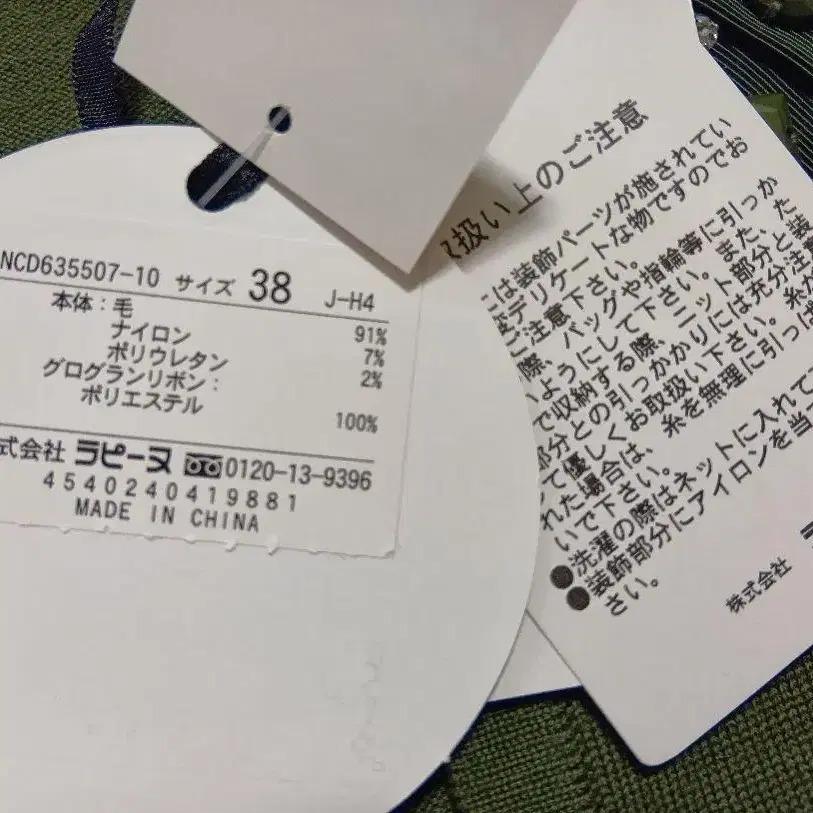 NCD635507-10 サイズ 38 J-H4
本体：毛 91%
ナイロン 7%
ポリウレタン 2%
グログランリボン：
ポリエステル 100%
式会社 ラピーヌ 0120-13-9396
4540240419881
MADE IN CHINA
扱い上のご注意
は装飾パーツが施されてい
デリケートな物ですのでお
ご注意下さい。
際、バッグや指輪等に引っか
ようにして下さい。また、た
で収納する際、ニット部分と装
部分との引っかかりには充分注意
て優しくお取扱い下さい。糸が
れた場合は、糸を無理に引っぱ
いで下さい。
●洗濯の際はネットに入れて
●装飾部分にアイロンを当て
さい。
株式会社